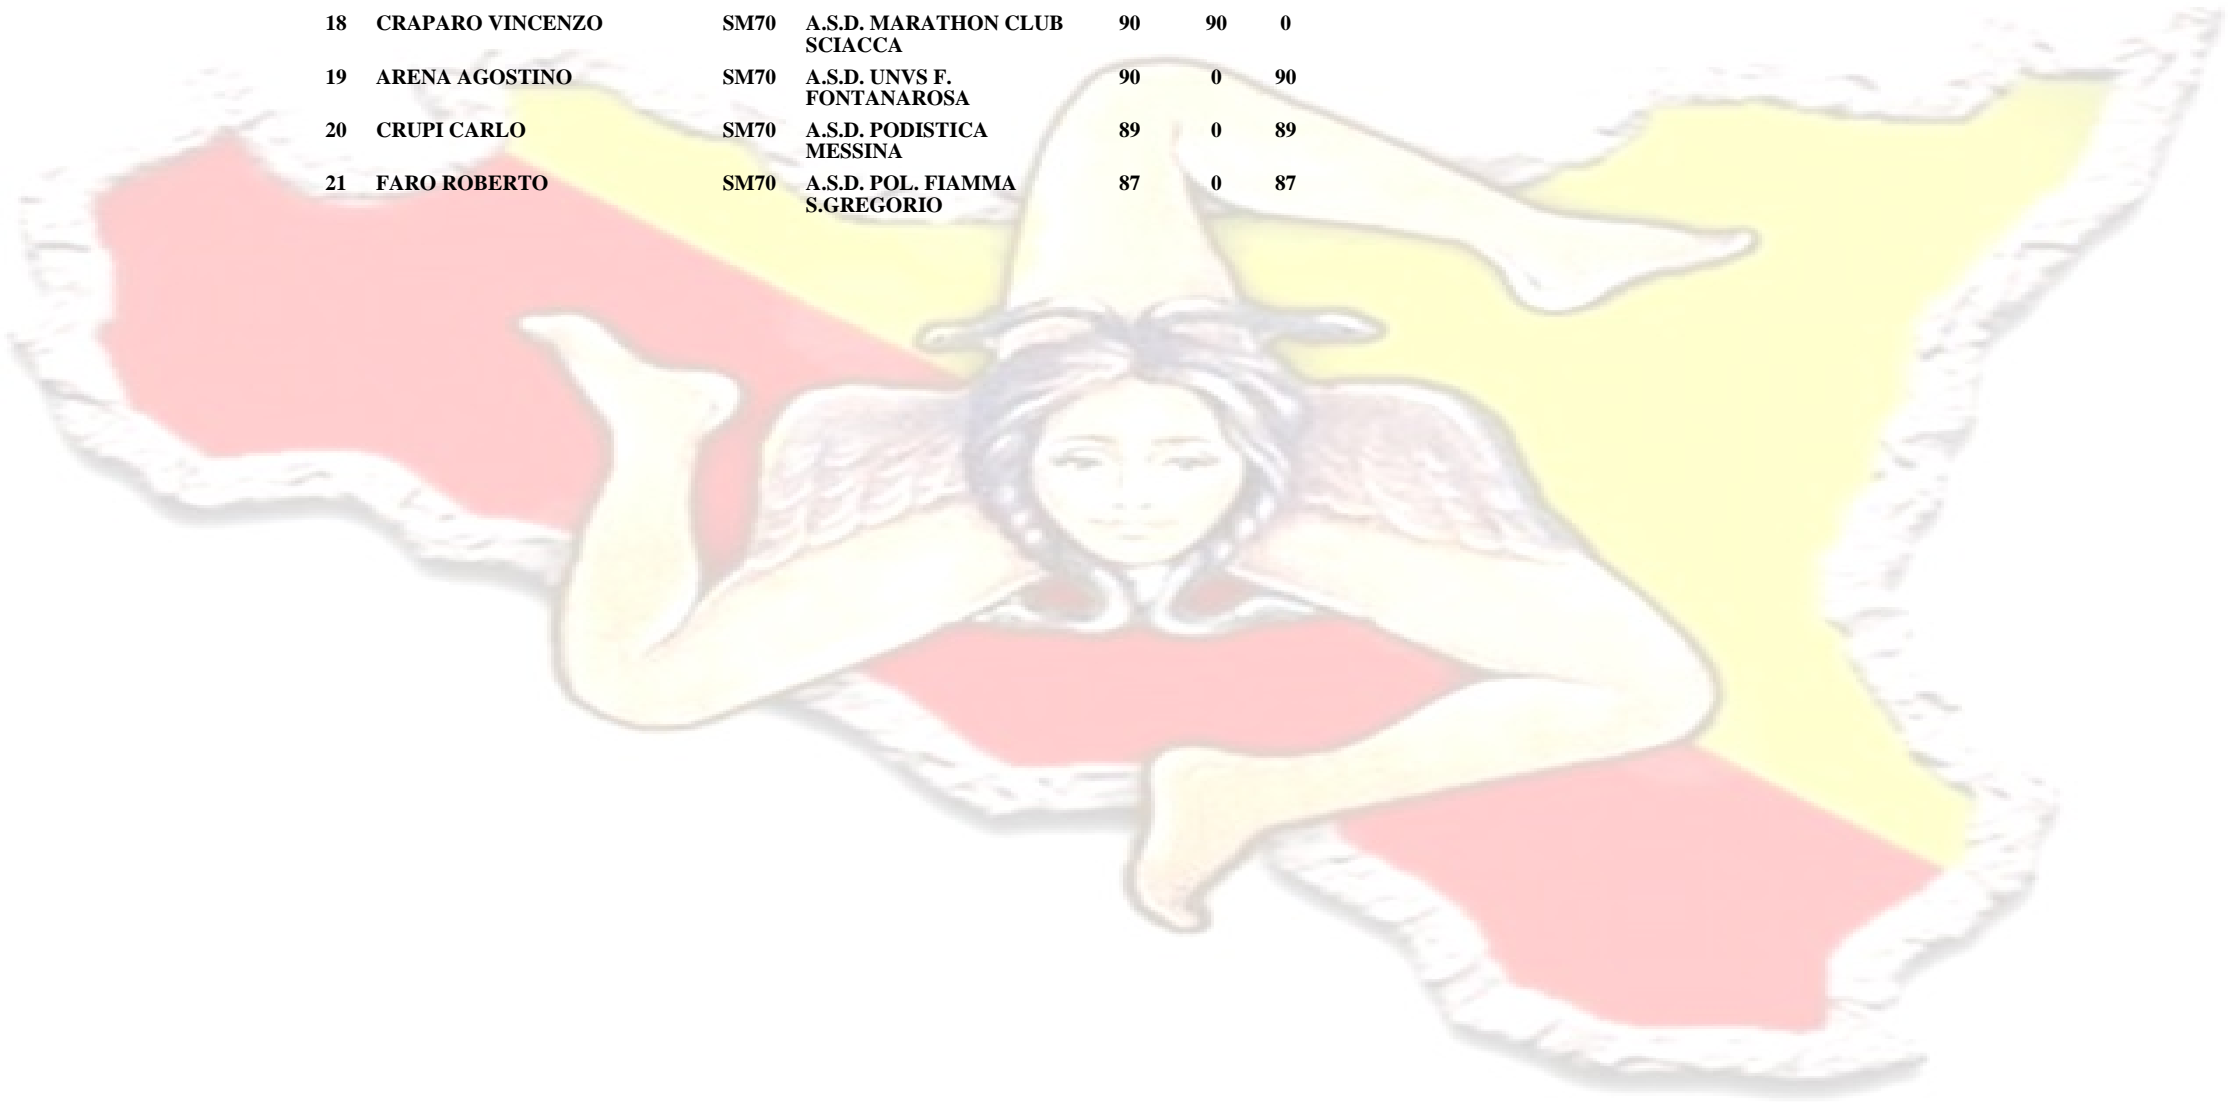 18 CRAPARO VINCENZO SM70 A.S.D. MARATHON CLUB 90 90 0
SCIACCA
19 ARENA AGOSTINO SM70 A.S.D. UNVS F. 90 0 90
FONTANAROSA
20 CRUPI CARLO SM70 A.S.D. PODISTICA 89 0 89
MESSINA
21 FARO ROBERTO SM70 A.S.D. POL. FIAMMA 87 0 87
S.GREGORIO